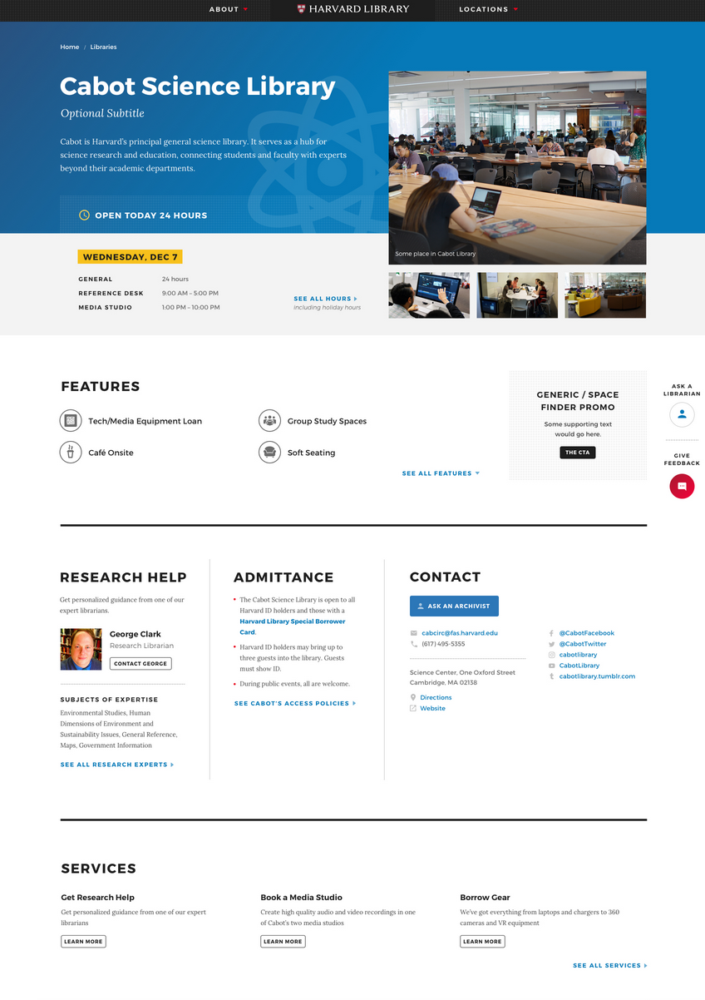 ABOUT
HARVARD LIBRARY
LOCATIONS
Home / Libraries
Cabot Science Library
Optional Subtitle
Cabot is Harvard's principal general science library. It serves as a hub for
science research and education, connecting students and faculty with experts
beyond their academic departments.
OPEN TODAY 24 HOURS
Some place in Cabot Library
WEDNESDAY, DEC 7
GENERAL 24 hours
REFERENCE DESK 9:00 AM – 5:00 PM
MEDIA STUDIO 1:00 PM – 10:00 PM
SEE ALL HOURS
including holiday hours
FEATURES
Tech/Media Equipment Loan
Group Study Spaces
Café Onsite
Soft Seating
SEE ALL FEATURES
GENERIC / SPACE
FINDER PROMO
Some supporting text
would go here.
THE CTA
ASK A
LIBRARIAN
GIVE
FEEDBACK
RESEARCH HELP
Get personalized guidance from one of our
expert librarians.
George Clark
Research Librarian
CONTACT GEORGE
SUBJECTS OF EXPERTISE
Environmental Studies, Human
Dimensions of Environment and
Sustainability Issues, General Reference,
Maps, Government Information
SEE ALL RESEARCH EXPERTS
ADMITTANCE
The Cabot Science Library is open to all
Harvard ID holders and those with a
Harvard Library Special Borrower
Card.
Harvard ID holders may bring up to
three guests into the library. Guests
must show ID.
During public events, all are welcome.
SEE CABOT'S ACCESS POLICIES
CONTACT
ASK AN ARCHIVIST
cabcirc@fas.harvard.edu
(617) 495-5355
Science Center, One Oxford Street
Cambridge, MA 02138
Directions
Website
@CabotFacebook
@CabotTwitter
cabotlibrary
CabotLibrary
cabotlibrary.tumblr.com
SERVICES
Get Research Help
Get personalized guidance from one of our expert
librarians
LEARN MORE
Book a Media Studio
Create high quality audio and video recordings in one
of Cabot's two media studios
LEARN MORE
Borrow Gear
We've got everything from laptops and chargers to 360
cameras and VR equipment
LEARN MORE
SEE ALL SERVICES